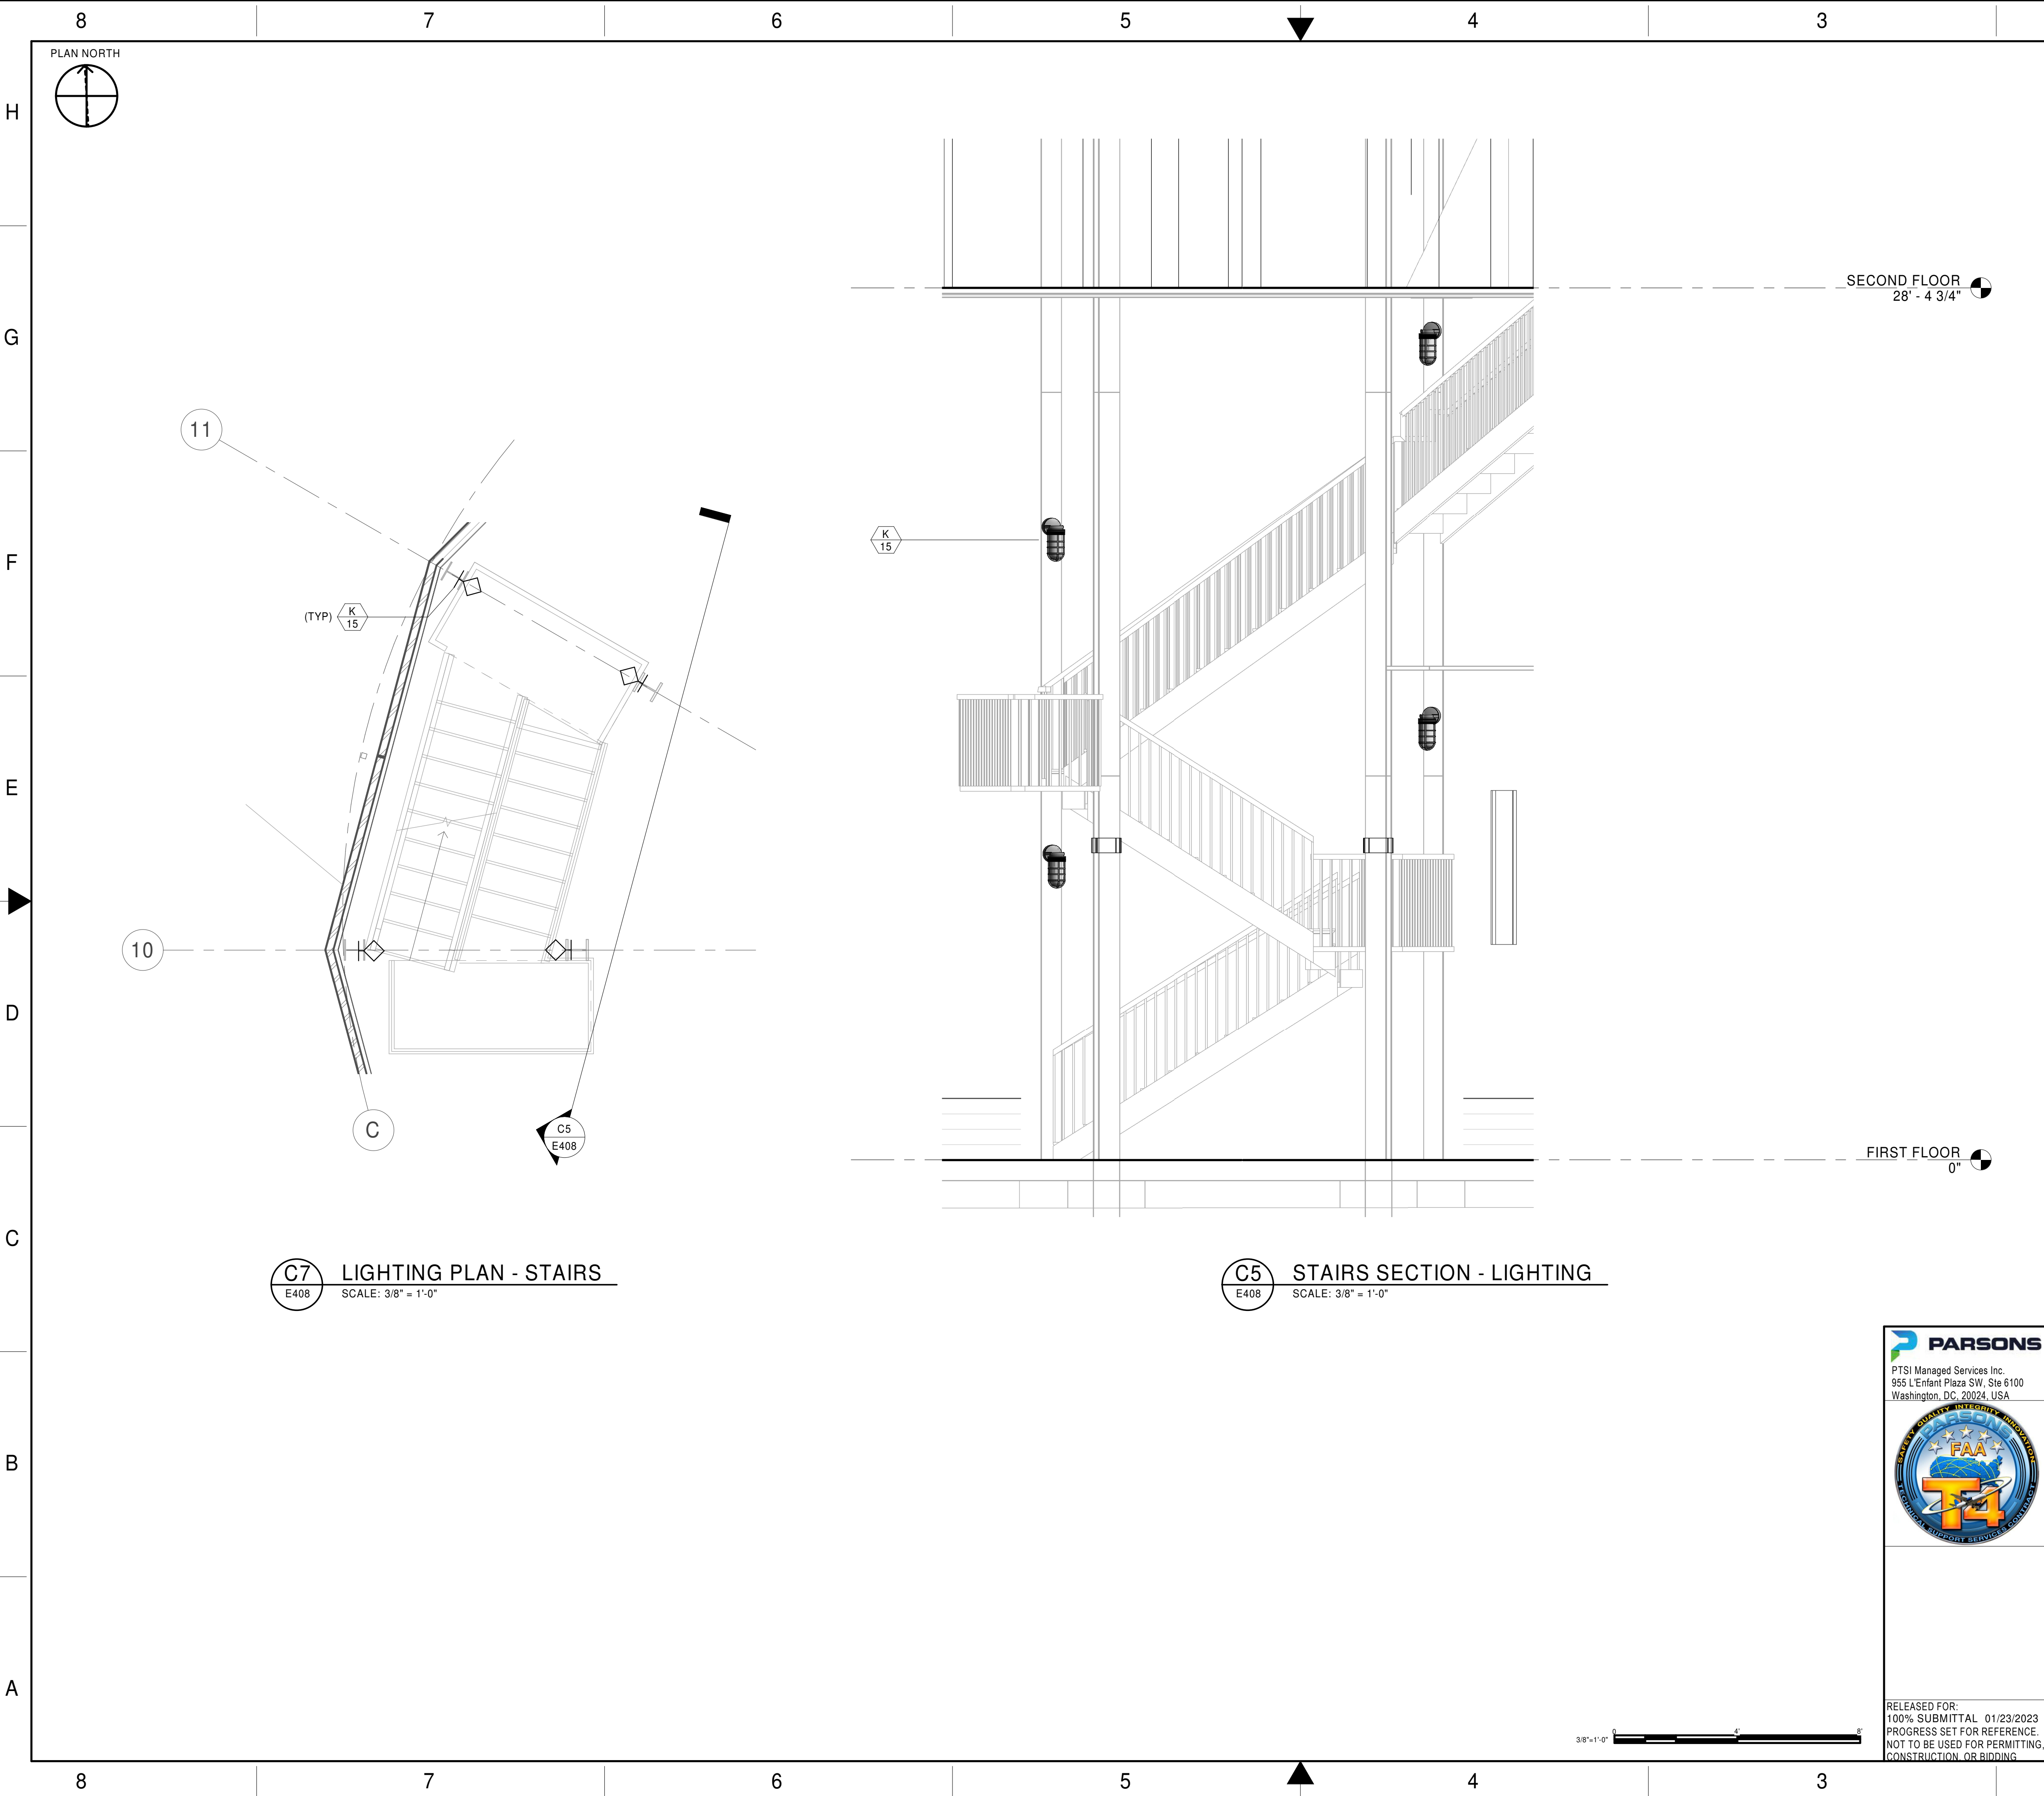 8 7 6 5 4 3
PLAN NORTH
H
G
F
E
D
C
B
A
SECOND FLOOR
28' - 4 3/4"
11
K
15
(TYP)
K
15
10
C
C5
E408
FIRST FLOOR
0"
C7
E408
LIGHTING PLAN - STAIRS
SCALE: 3/8" = 1'-0"
C5
E408
STAIRS SECTION - LIGHTING
SCALE: 3/8" = 1'-0"
PARSONS
PTSI Managed Services Inc.
955 L'Enfant Plaza SW, Ste 6100
Washington, DC, 20024, USA
SAFETY QUALITY INTEGRITY INNOVATION
PARSONS
FAA
T4
TECHNICAL SUPPORT SERVICES CONTRACT
RELEASED FOR:
100% SUBMITTAL 01/23/2023
PROGRESS SET FOR REFERENCE.
NOT TO BE USED FOR PERMITTING,
CONSTRUCTION, OR BIDDING
3/8"=1'-0"
0 4' 8'
8 7 6 5 4 3